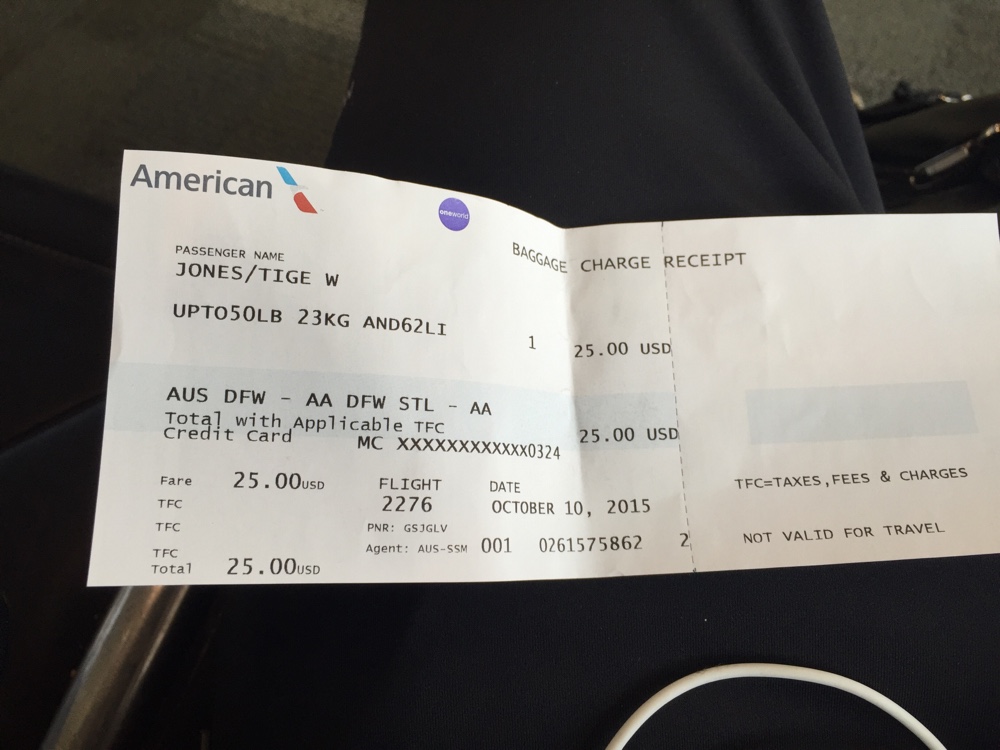 American
oneworld
BAGGAGE CHARGE RECEIPT
PASSENGER NAME
JONES/TIGE W
UPTO50LB 23KG AND62LI
1 25.00 USD
AUS DFW - AA DFW STL - AA
Total with Applicable TFC 25.00 USD
Credit Card MC XXXXXXXXXXXX0324
Fare 25.00USD FLIGHT DATE
TFC 2276 OCTOBER 10, 2015
TFC PNR: GSJGLV
TFC Agent: AUS-SSM 001 0261575862 2
Total 25.00USD
TFC=TAXES,FEES & CHARGES
NOT VALID FOR TRAVEL